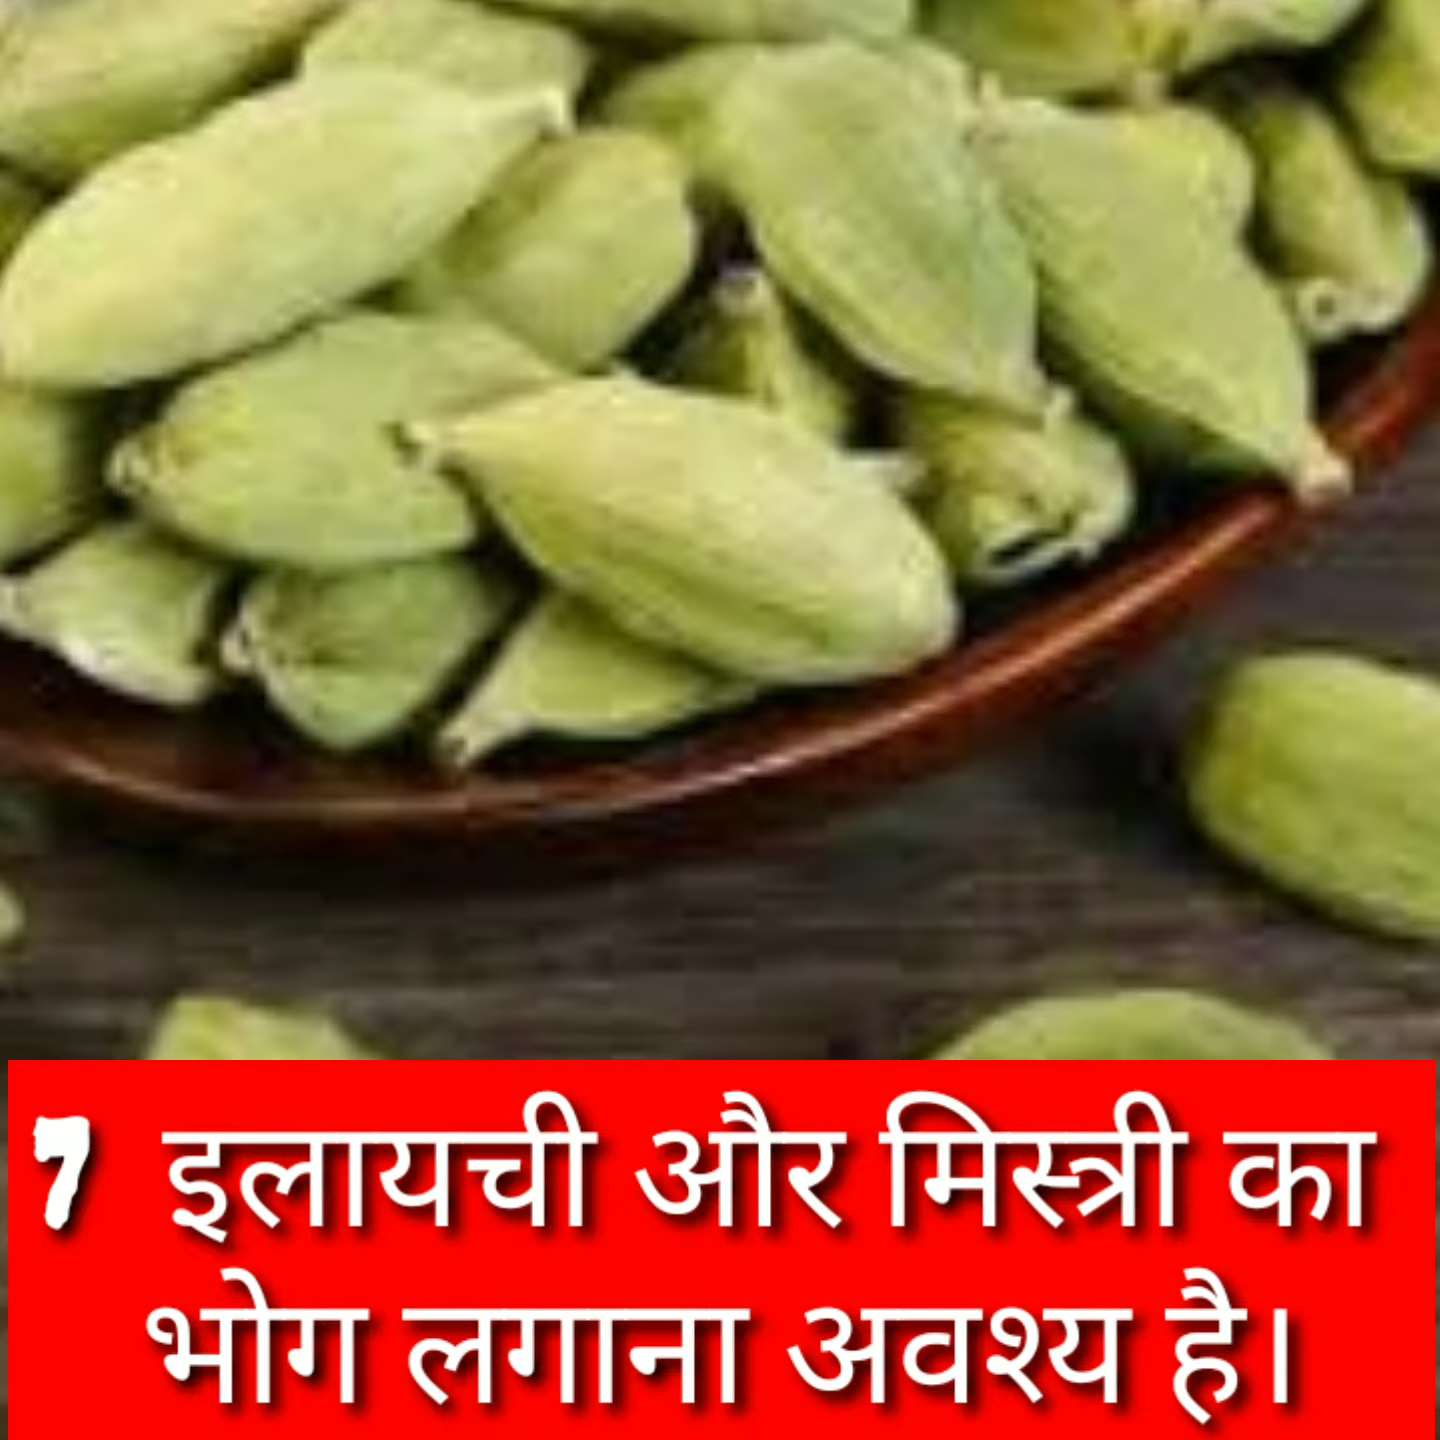 7 इलायची और मिस्त्री का
भोग लगाना अवश्य है।